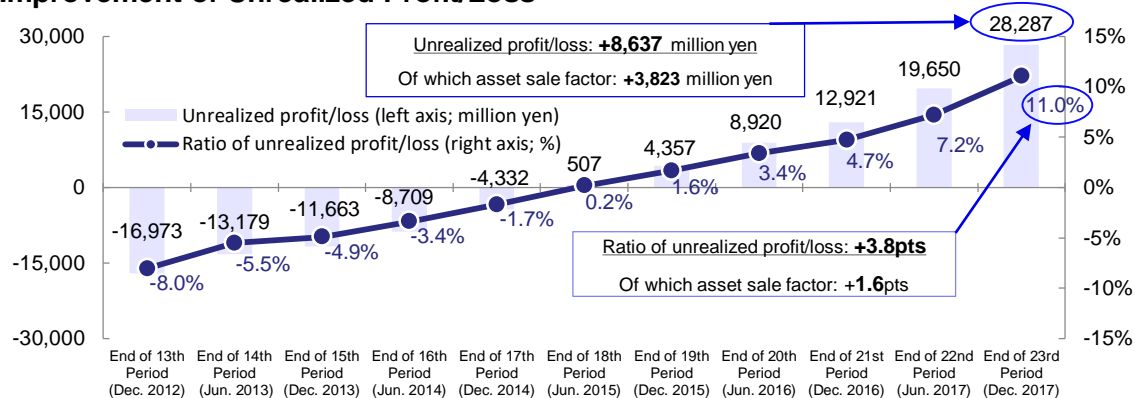 Improvement of Unrealized Profit/Loss
30,000
15,000
0
-15,000
-30,000
15%
10%
5%
0%
-5%
-10%
-15%
Unrealized profit/loss: +8,637 million yen
Of which asset sale factor: +3,823 million yen
Unrealized profit/loss (left axis; million yen)
Ratio of unrealized profit/loss (right axis; %)
-16,973
-13,179
-11,663
-8,709
-4,332
507
4,357
8,920
12,921
19,650
28,287
-8.0%
-5.5%
-4.9%
-3.4%
-1.7%
0.2%
1.6%
3.4%
4.7%
7.2%
11.0%
Ratio of unrealized profit/loss: +3.8pts
Of which asset sale factor: +1.6pts
End of 13th
Period
(Dec. 2012)
End of 14th
Period
(Jun. 2013)
End of 15th
Period
(Dec. 2013)
End of 16th
Period
(Jun. 2014)
End of 17th
Period
(Dec. 2014)
End of 18th
Period
(Jun. 2015)
End of 19th
Period
(Dec. 2015)
End of 20th
Period
(Jun. 2016)
End of 21st
Period
(Dec. 2016)
End of 22nd
Period
(Jun. 2017)
End of 23rd
Period
(Dec. 2017)